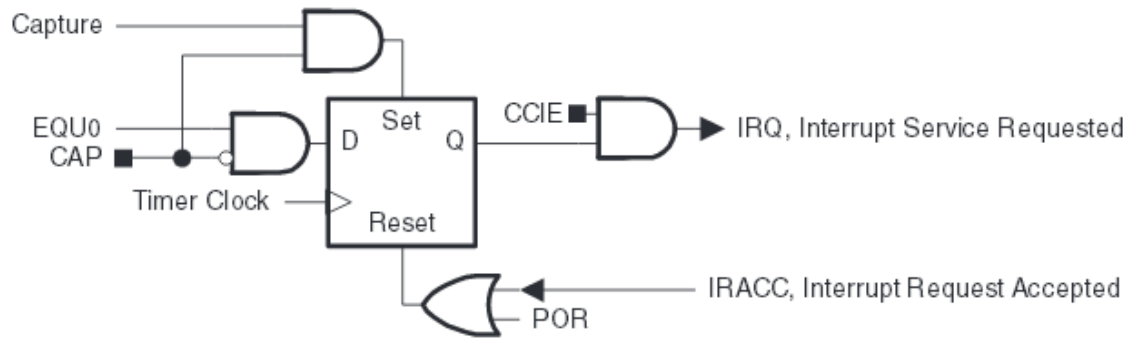 Capture
Set
EQU0
CAP
D
Q
CCIE
IRQ, Interrupt Service Requested
Timer Clock
Reset
IRACC, Interrupt Request Accepted
POR